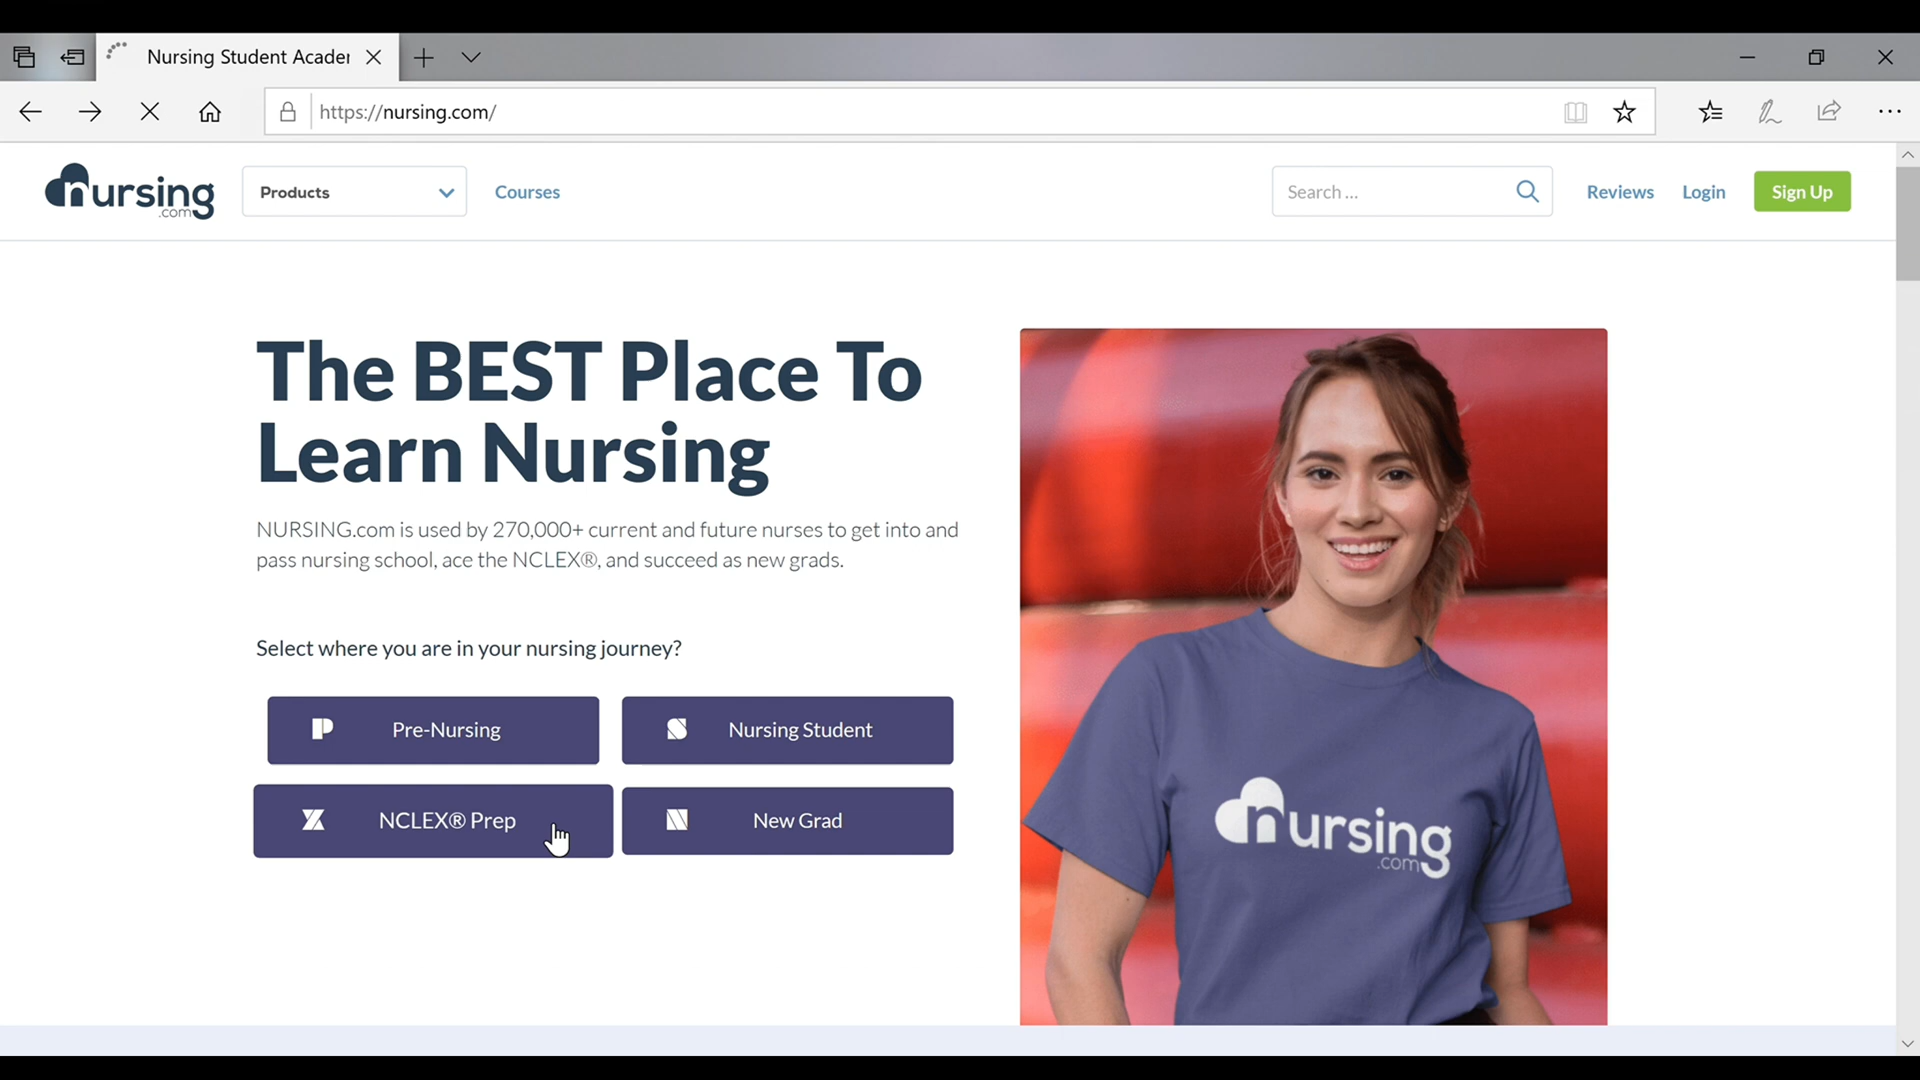 Nursing Student Acader
https://nursing.com/
nursing
.com
Products
Courses
Search ...
Reviews
Login
Sign Up
The BEST Place To
Learn Nursing
NURSING.com is used by 270,000+ current and future nurses to get into and
pass nursing school, ace the NCLEX®, and succeed as new grads.
Select where you are in your nursing journey?
P Pre-Nursing
S Nursing Student
NCLEX® Prep
N New Grad
nursing
.com